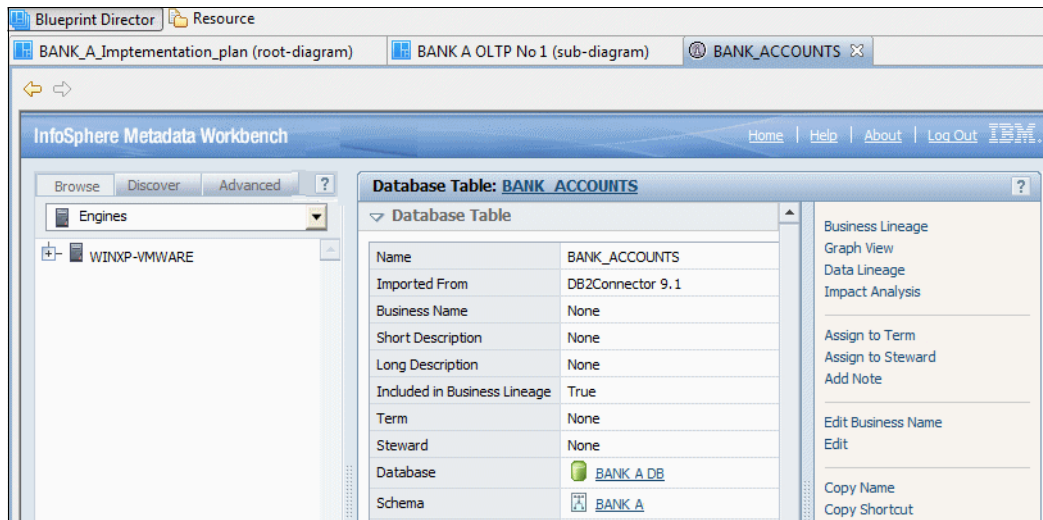 Blueprint Director Resource
BANK_A_Imptementation_plan (root-diagram) BANK A OLTP No 1 (sub-diagram) BANK_ACCOUNTS
InfoSphere Metadata Workbench Home | Help | About | Log Out IBM.
Browse Discover Advanced ?
Engines
WINXP-VMWARE
Database Table: BANK_ACCOUNTS ?
Database Table
Name BANK_ACCOUNTS
Imported From DB2Connector 9.1
Business Name None
Short Description None
Long Description None
Included in Business Lineage True
Term None
Steward None
Database BANK A DB
Schema BANK A
Business Lineage
Graph View
Data Lineage
Impact Analysis
Assign to Term
Assign to Steward
Add Note
Edit Business Name
Edit
Copy Name
Copy Shortcut